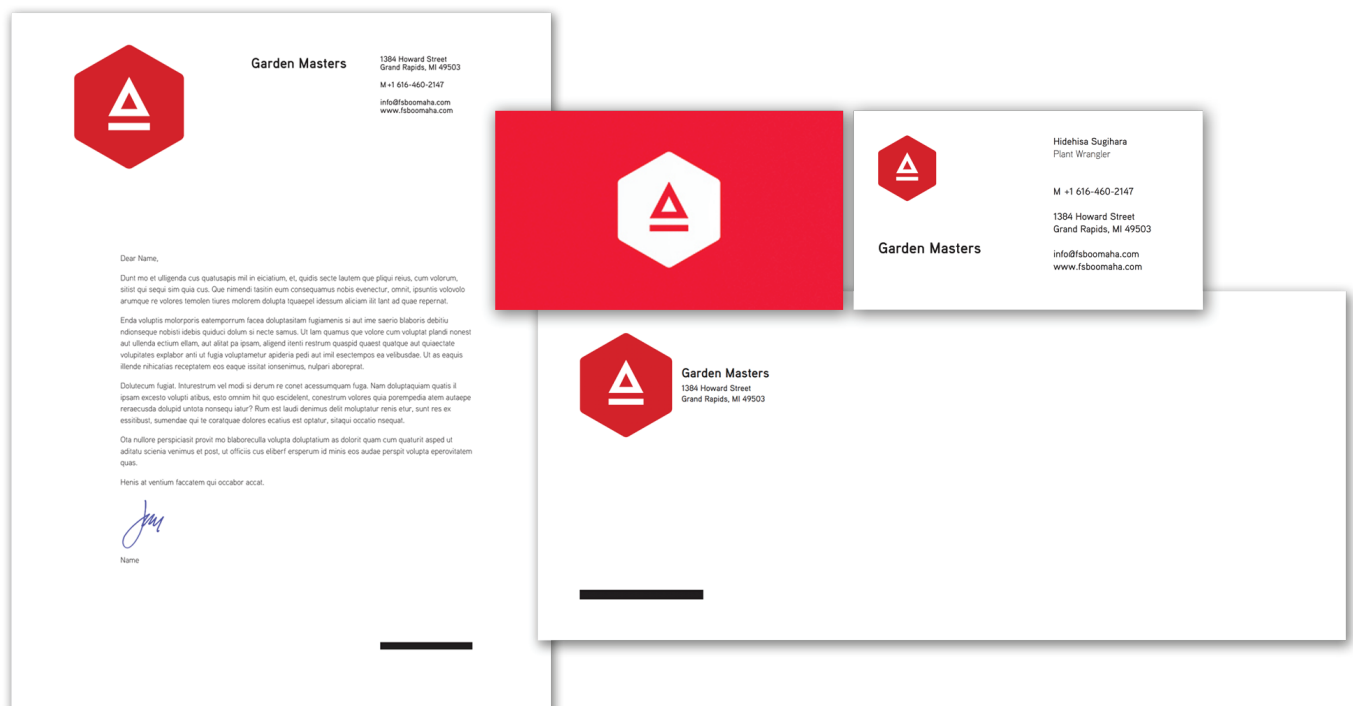 Garden Masters
1384 Howard Street
Grand Rapids, MI 49503
M +1 616-460-2147
info@fsboomaha.com
www.fsboomaha.com
Dear Name,
Dunt mo et ulligenda cus quatusapis mil in eiciatium, et, quidis secte lautem que pliqui reius, cum volorum,
sitist qui sequi sim quia cus. Que nimendi tasitin eum consequamus nobis evenectur, omnit, ipsuntis volovolo
arumque re volores temolen tiures molorem dolupta tquaepel idessum aliciam ilit lant ad quae repernat.
Enda voluptis molorporis eatemporrum facea doluptasitam fugiamenis si aut ime saerio blaboris debitiu
ndionseque nobisti idebis quiduci dolum si necte samus. Ut lam quamus que volore cum voluptat plandi nonest
aut ullenda ectium ellam, aut alitat pa ipsam, aligend itenti restrum quaspid quaest quatque aut quiaectate
volupitates explabor anti ut fugia voluptametur apideria pedi aut imil esectempos ea velibusdae. Ut as eaquis
illende nihicatias receptatem eos eaque issitat ionsenimus, nulpari aboreprat.
Dolutecum fugiat. Inturestrum vel modi si derum re conet acessumquam fuga. Nam doluptaquiam quatis il
ipsam excesto volupti atibus, esto omnim hit quo escidelent, conestrum volores quia porempedia atem autaepe
reraecusda dolupid untota nonsequ iatur? Rum est laudi denimus delit moluptatur renis etur, sunt res ex
essitibust, sumendae qui te coratquae dolores ecatius est optatur, sitaqui occatio nsequat.
Ota nullore perspiciasit provit mo blaboreculla volupta doluptatium as dolorit quam cum quaturit asped ut
aditatu scienia venimus et post, ut officiis cus eliberf ersperum id minis eos audae perspit volupta eperovitatem
quas.
Henis at ventium faccatem qui occabor accat.
Name
Hidehisa Sugihara
Plant Wrangler
M +1 616-460-2147
1384 Howard Street
Grand Rapids, MI 49503
Garden Masters
info@fsboomaha.com
www.fsboomaha.com
Garden Masters
1384 Howard Street
Grand Rapids, MI 49503